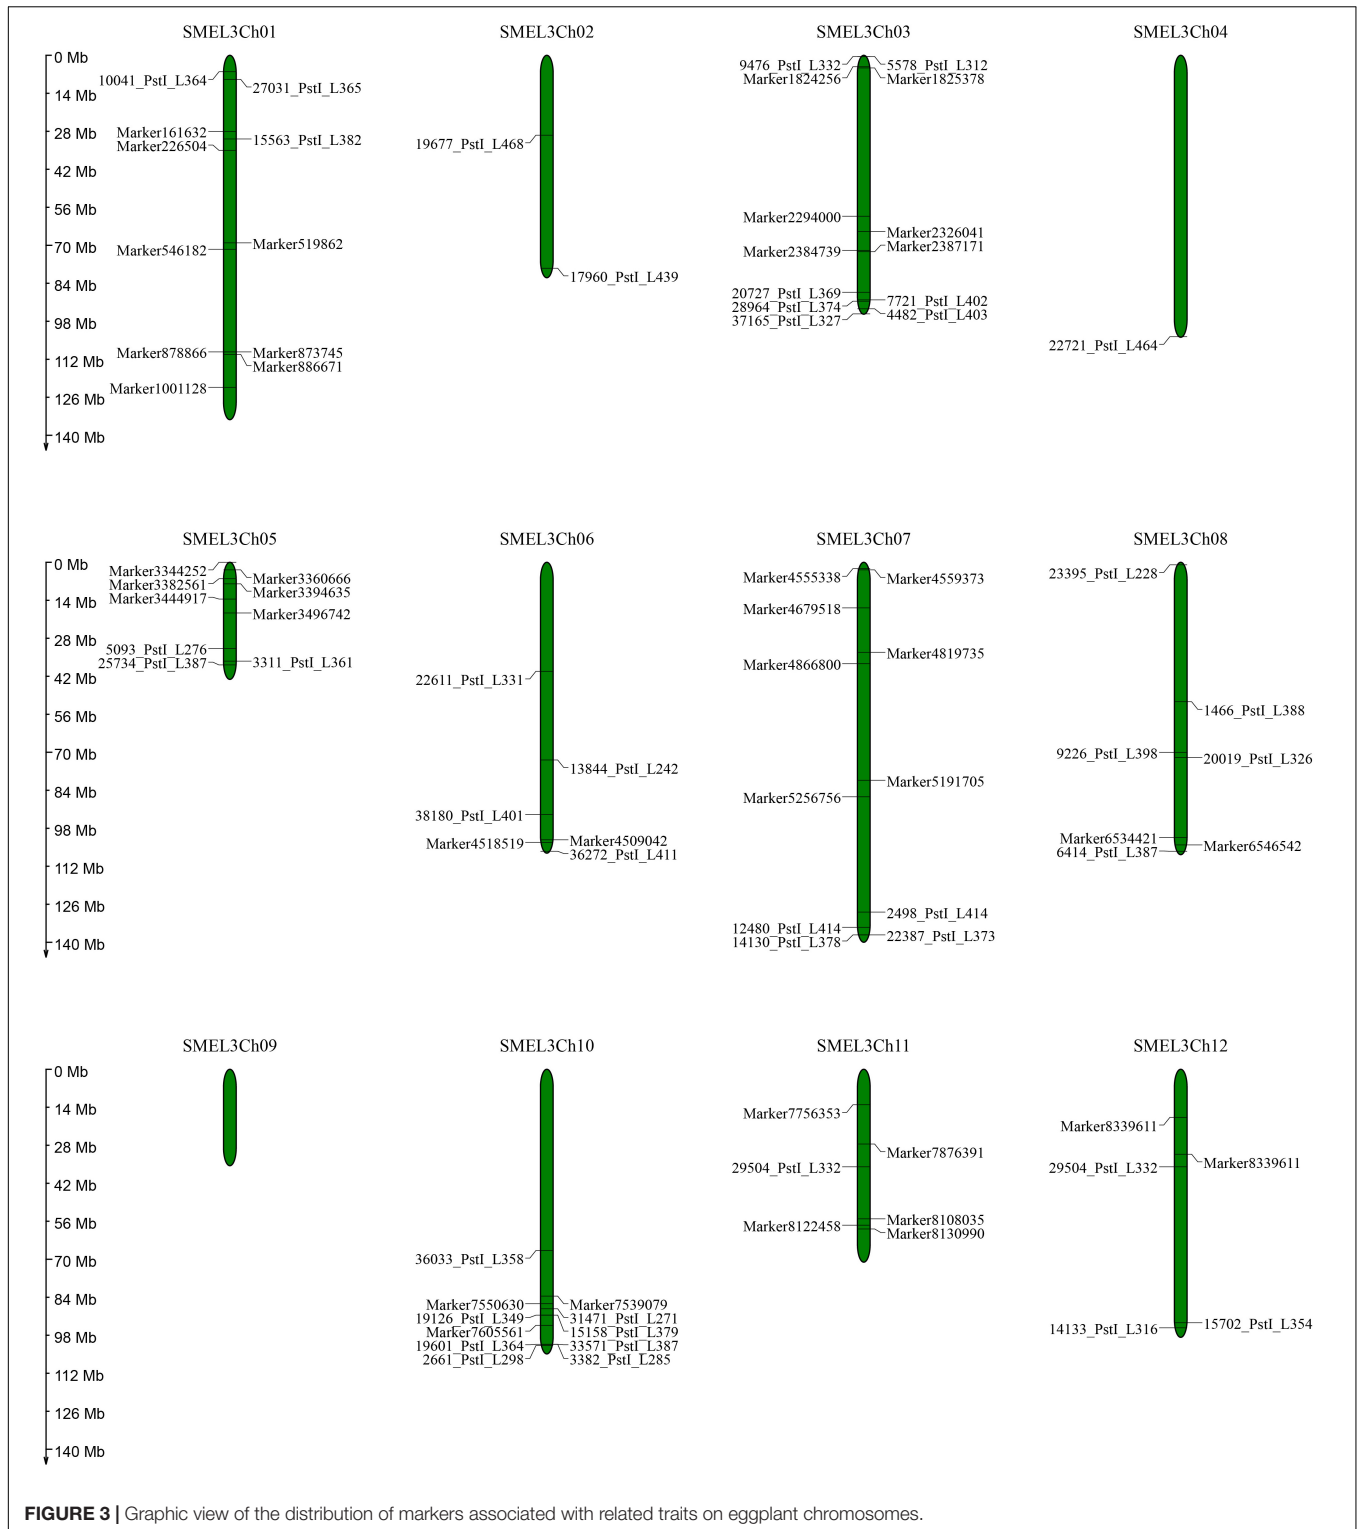 SMEL3Ch01
SMEL3Ch02
SMEL3Ch03
SMEL3Ch04
0 Mb
14 Mb
28 Mb
42 Mb
56 Mb
70 Mb
84 Mb
98 Mb
112 Mb
126 Mb
140 Mb
10041_PstI_L364
27031_PstI_L365
Marker161632
15563_PstI_L382
Marker226504
Marker519862
Marker546182
Marker878866
Marker873745
Marker886671
Marker1001128
19677_PstI_L468
17960_PstI_L439
9476_PstI_L332
5578_PstI_L312
Marker1824256
Marker1825378
Marker2294000
Marker2326041
Marker2384739
Marker2387171
20727_PstI_L369
7721_PstI_L402
28964_PstI_L374
4482_PstI_L403
37165_PstI_L327
22721_PstI_L464
SMEL3Ch05
SMEL3Ch06
SMEL3Ch07
SMEL3Ch08
0 Mb
14 Mb
28 Mb
42 Mb
56 Mb
70 Mb
84 Mb
98 Mb
112 Mb
126 Mb
140 Mb
Marker3344252
Marker3360666
Marker3382561
Marker3394635
Marker3444917
Marker3496742
5093_PstI_L276
25734_PstI_L387
3311_PstI_L361
22611_PstI_L331
13844_PstI_L242
38180_PstI_L401
Marker4518519
Marker4509042
36272_PstI_L411
Marker4555338
Marker4559373
Marker4679518
Marker4819735
Marker4866800
Marker5191705
Marker5256756
2498_PstI_L414
12480_PstI_L414
14130_PstI_L378
22387_PstI_L373
23395_PstI_L228
1466_PstI_L388
9226_PstI_L398
20019_PstI_L326
Marker6534421
Marker6546542
6414_PstI_L387
SMEL3Ch09
SMEL3Ch10
SMEL3Ch11
SMEL3Ch12
0 Mb
14 Mb
28 Mb
42 Mb
56 Mb
70 Mb
84 Mb
98 Mb
112 Mb
126 Mb
140 Mb
36033_PstI_L358
Marker7550630
Marker7539079
19126_PstI_L349
31471_PstI_L271
Marker7605561
15158_PstI_L379
19601_PstI_L364
33571_PstI_L387
2661_PstI_L298
3382_PstI_L285
Marker7756353
Marker7876391
29504_PstI_L332
Marker8108035
Marker8122458
Marker8130990
Marker8339611
Marker8339611
29504_PstI_L332
15702_PstI_L354
14133_PstI_L316
FIGURE 3 | Graphic view of the distribution of markers associated with related traits on eggplant chromosomes.